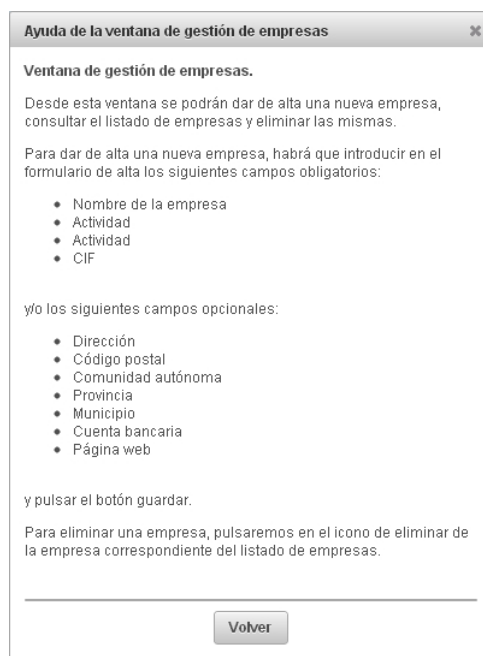 Ayuda de la ventana de gestión de empresas
Ventana de gestión de empresas.
Desde esta ventana se podrán dar de alta una nueva empresa,
consultar el listado de empresas y eliminar las mismas.
Para dar de alta una nueva empresa, habrá que introducir en el
formulario de alta los siguientes campos obligatorios:
Nombre de la empresa
Actividad
Actividad
CIF
y/o los siguientes campos opcionales:
Dirección
Código postal
Comunidad autónoma
Provincia
Municipio
Cuenta bancaria
Página web
y pulsar el botón guardar.
Para eliminar una empresa, pulsaremos en el icono de eliminar de
la empresa correspondiente del listado de empresas.
Volver